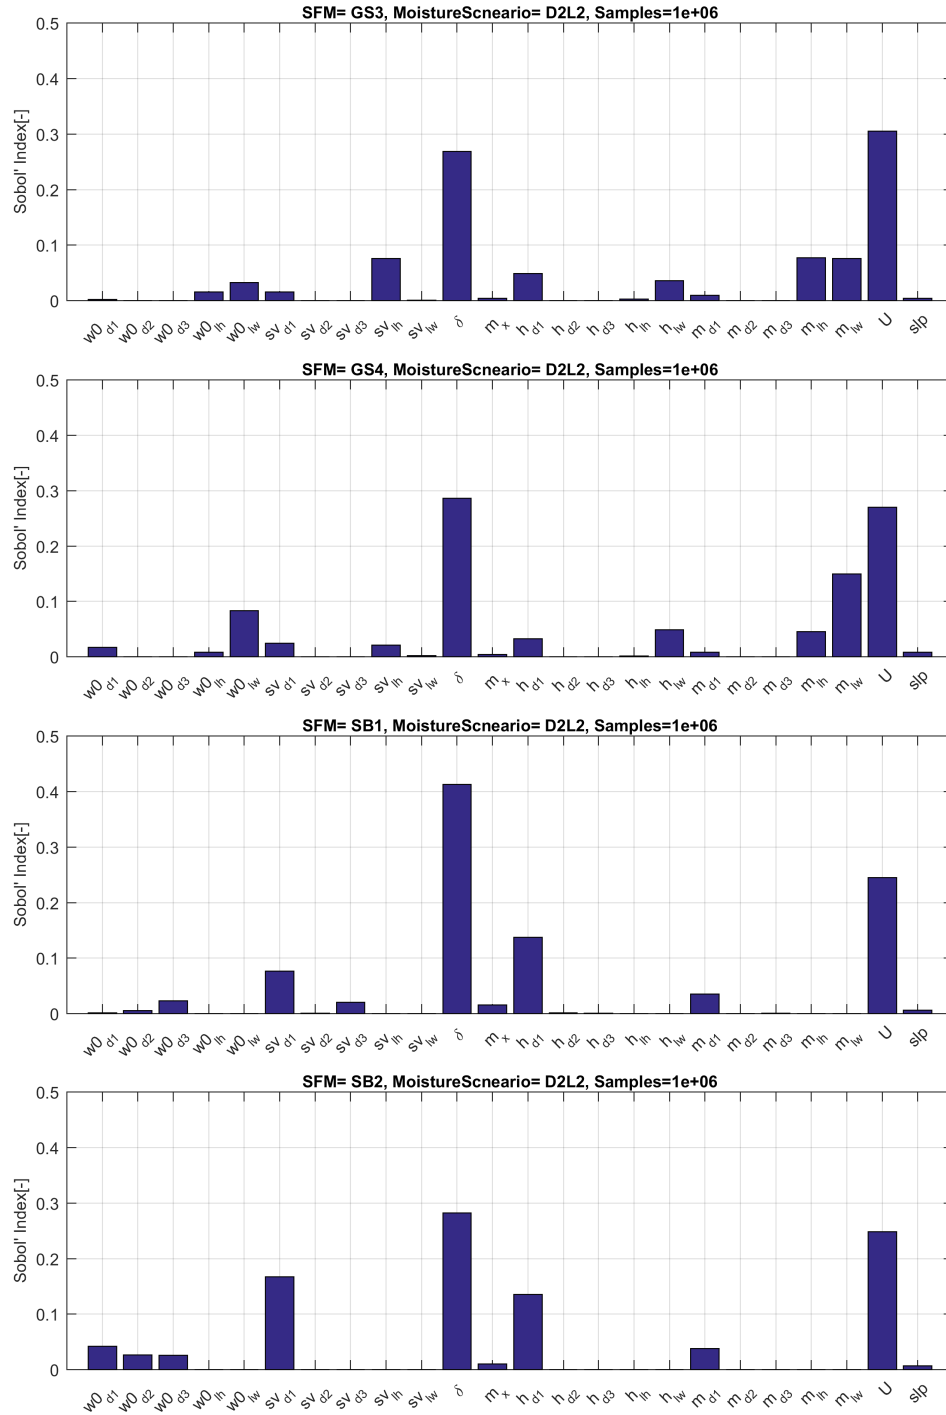 SFM= GS3, MoistureScneario= D2L2, Samples=1e+06
0.5
0.4
0.3
0.2
0.1
0
Sobol' Index[-]
w0 d1 w0 d2 w0 d3 w0 lh w0 lw sv d1 sv d2 sv d3 sv lh sv lw δ m x h d1 h d2 h d3 h lh h lw m d1 m d2 m d3 m lh m lw U slp
SFM= GS4, MoistureScneario= D2L2, Samples=1e+06
0.5
0.4
0.3
0.2
0.1
0
Sobol' Index[-]
w0 d1 w0 d2 w0 d3 w0 lh w0 lw sv d1 sv d2 sv d3 sv lh sv lw δ m x h d1 h d2 h d3 h lh h lw m d1 m d2 m d3 m lh m lw U slp
SFM= SB1, MoistureScneario= D2L2, Samples=1e+06
0.5
0.4
0.3
0.2
0.1
0
Sobol' Index[-]
w0 d1 w0 d2 w0 d3 w0 lh w0 lw sv d1 sv d2 sv d3 sv lh sv lw δ m x h d1 h d2 h d3 h lh h lw m d1 m d2 m d3 m lh m lw U slp
SFM= SB2, MoistureScneario= D2L2, Samples=1e+06
0.5
0.4
0.3
0.2
0.1
0
Sobol' Index[-]
w0 d1 w0 d2 w0 d3 w0 lh w0 lw sv d1 sv d2 sv d3 sv lh sv lw δ m x h d1 h d2 h d3 h lh h lw m d1 m d2 m d3 m lh m lw U slp